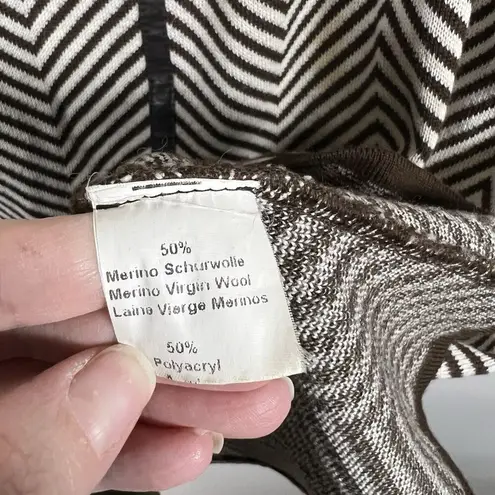 50%
Merino Schurwolle
Merino Virgin Wool
Laine Vierge Merinos
50%
Polyacryl